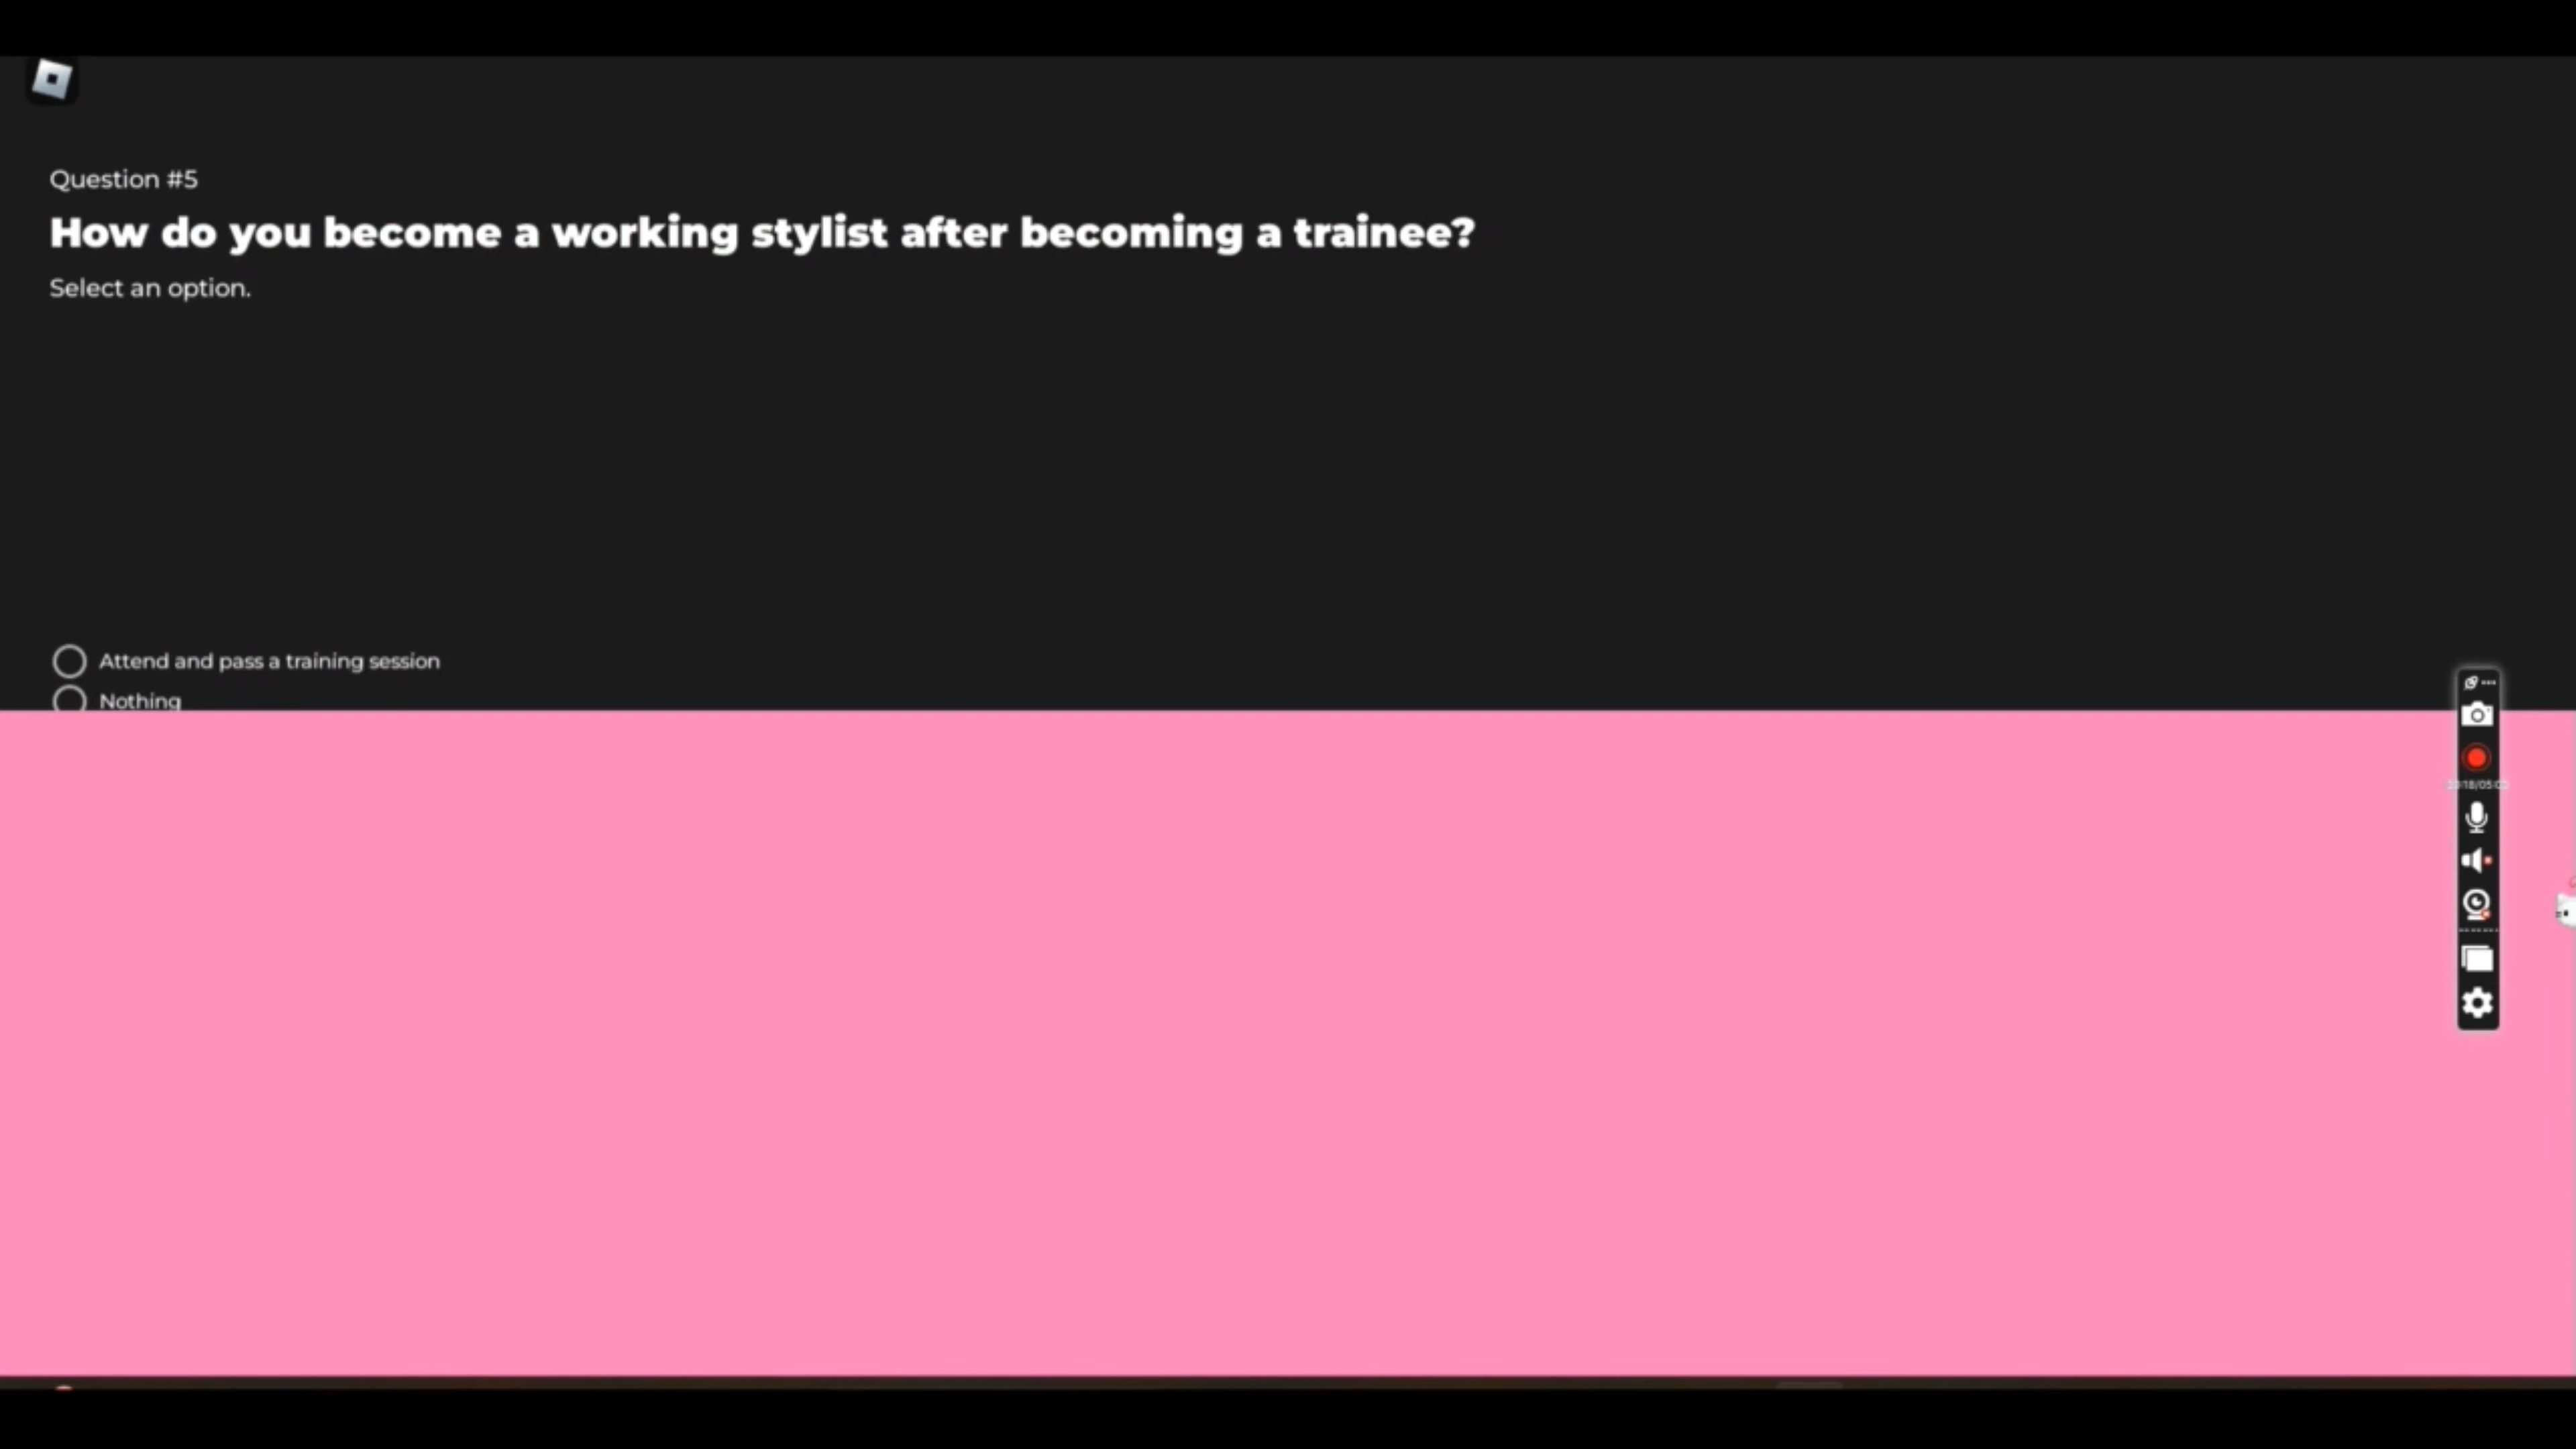 Question #5
How do you become a working stylist after becoming a trainee?
Select an option.
Attend and pass a training session
Nothing